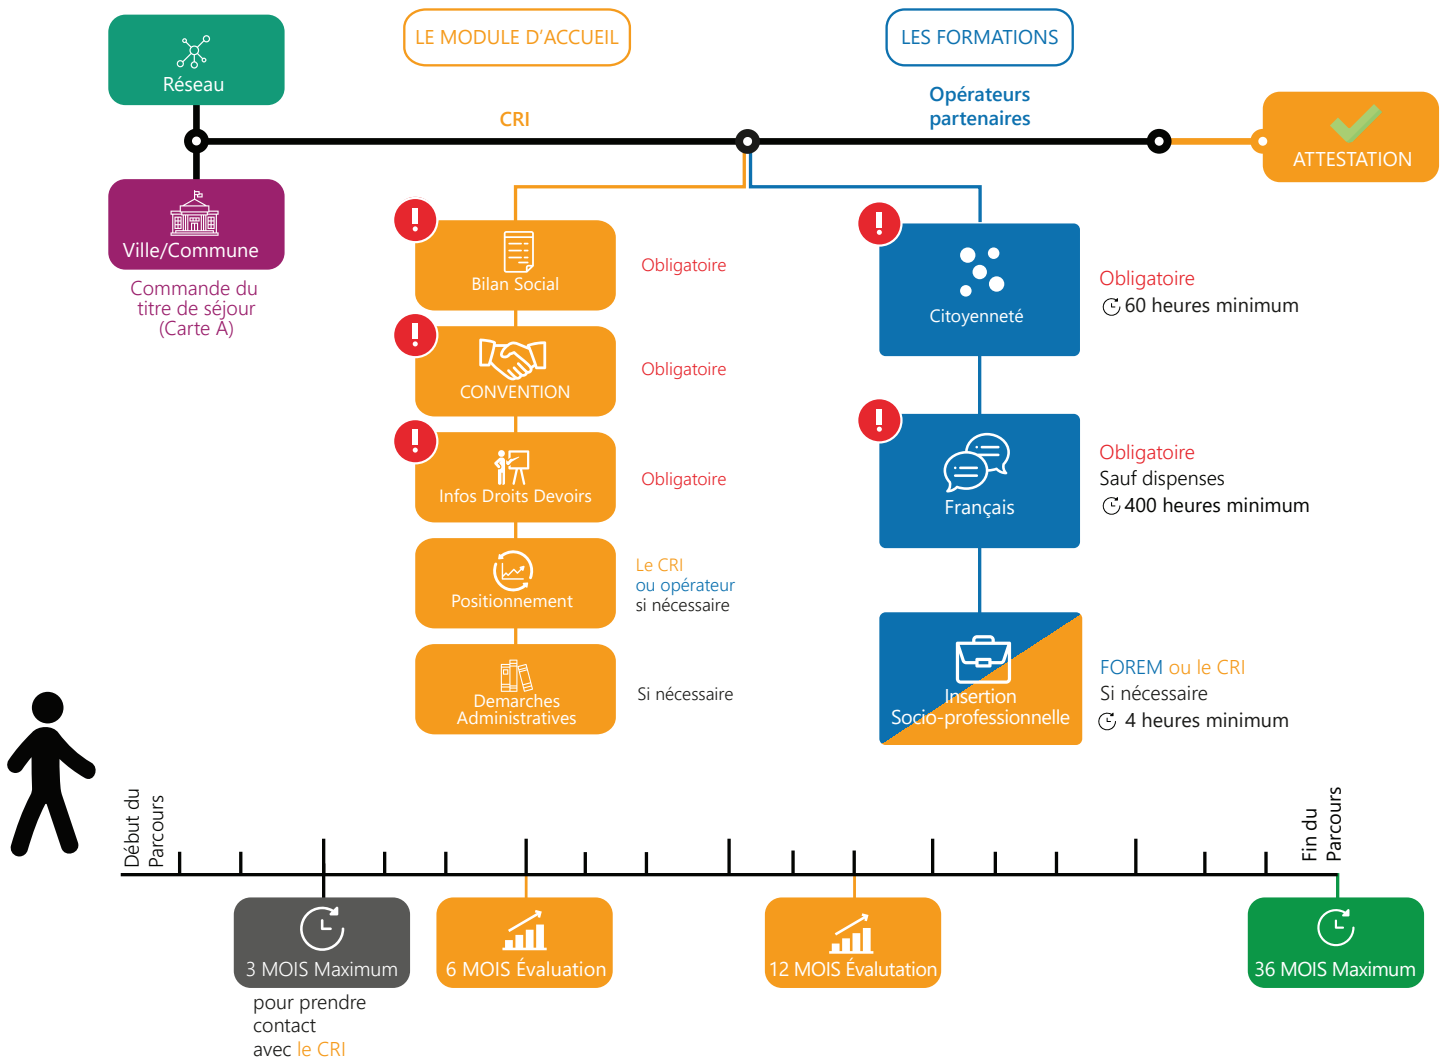 LE MODULE D'ACCUEIL
LES FORMATIONS
Réseau
CRI
Opérateurs
partenaires
ATTESTATION
Ville/Commune
Commande du
titre de séjour
(Carte A)
Bilan Social
Obligatoire
CONVENTION
Obligatoire
Infos Droits Devoirs
Obligatoire
Positionnement
Le CRI
ou opérateur
si nécessaire
Demarches
Administratives
Si nécessaire
Citoyenneté
Obligatoire
60 heures minimum
Français
Obligatoire
Sauf dispenses
400 heures minimum
Insertion
Socio-professionnelle
FOREM ou le CRI
Si nécessaire
4 heures minimum
Début du
Parcours
Fin du
Parcours
3 MOIS Maximum
pour prendre
contact
avec le CRI
6 MOIS Évaluation
12 MOIS Évalutation
36 MOIS Maximum